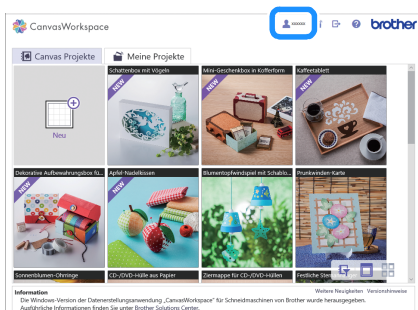 CanvasWorkspace
xxxxxx
brother
Canvas Projekte
Meine Projekte
Neu
Schattenbox mit Vögeln
NEW
Mini-Geschenkbox in Kofferform
NEW
Kaffeetablett
NEW
Dekorative Aufbewahrungsbox fü...
NEW
Apfel-Nadelkissen
NEW
Blumentopfwindspiel mit Schablo...
Prunkwinden-Karte
Sonnenblumen-Ohrringe
CD-/DVD-Hülle aus Papier
Ziermappe für CD-/DVD-Hüllen
Festliche
Information
Weitere Neuigkeiten
Versionshinweise
Die Windows-Version der Datenerstellungsanwendung „CanvasWorkspace" für Schneidmaschinen von Brother wurde herausgegeben.
Ausführliche Informationen finden Sie unter Brother Solutions Center.